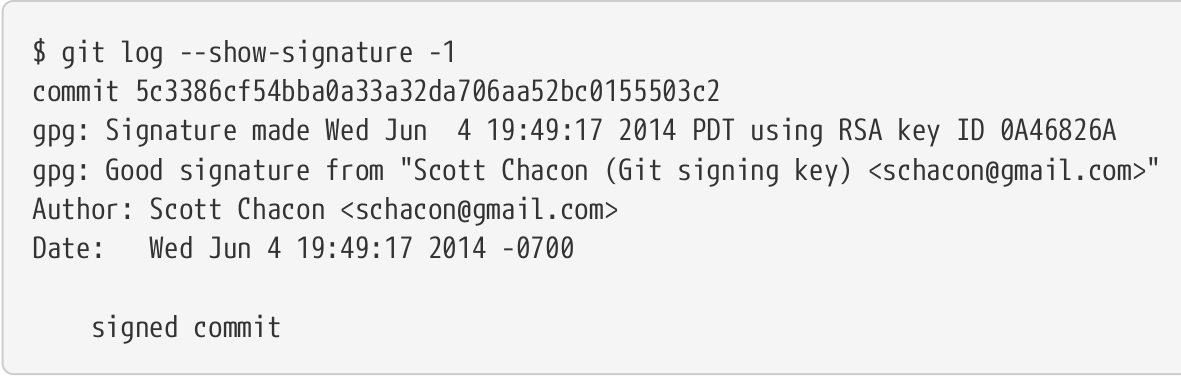 $ git log --show-signature -1
commit 5c3386cf54bba0a33a32da706aa52bc0155503c2
gpg: Signature made Wed Jun  4 19:49:17 2014 PDT using RSA key ID 0A46826A
gpg: Good signature from "Scott Chacon (Git signing key) <schacon@gmail.com>"
Author: Scott Chacon <schacon@gmail.com>
Date:   Wed Jun 4 19:49:17 2014 -0700

    signed commit